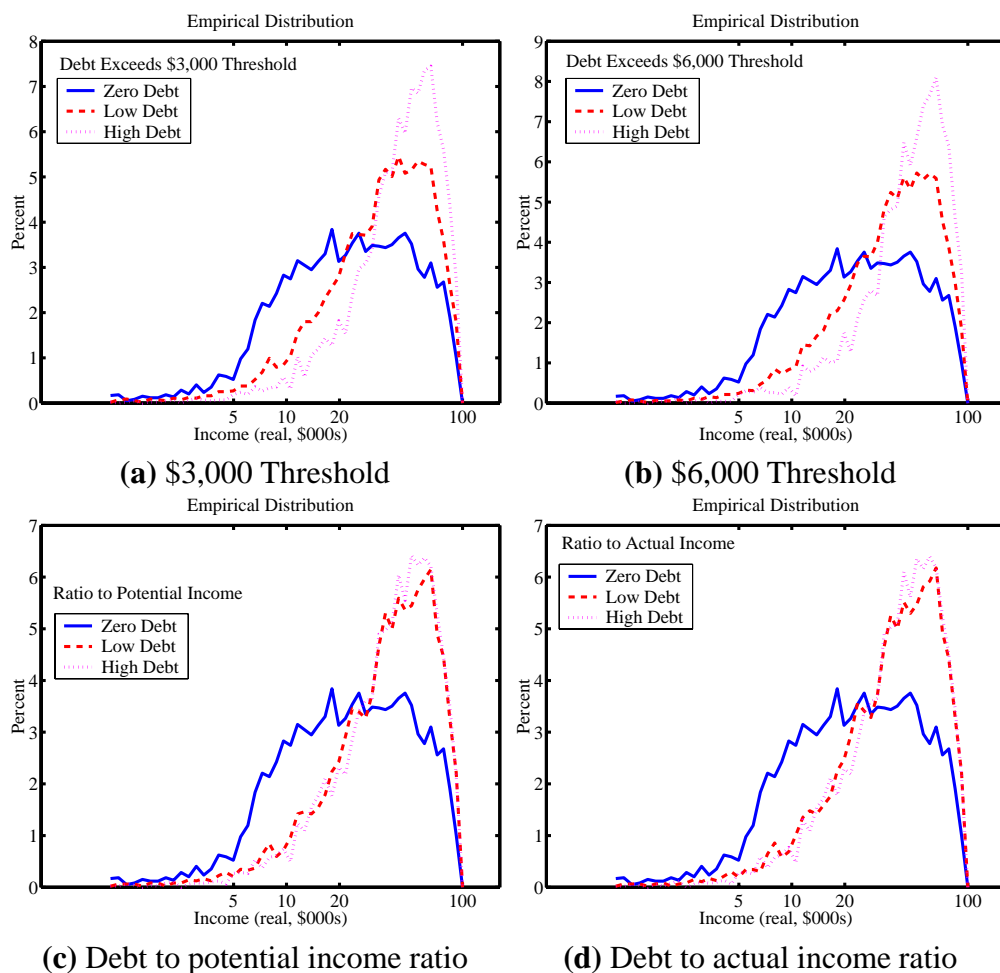 Empirical Distribution
Debt Exceeds $3,000 Threshold
Zero Debt
Low Debt
High Debt
Percent
8
7
6
5
4
3
2
1
0
5 10 20 100
Income (real, $000s)
(a) $3,000 Threshold
Empirical Distribution
Debt Exceeds $6,000 Threshold
Zero Debt
Low Debt
High Debt
Percent
9
8
7
6
5
4
3
2
1
0
5 10 20 100
Income (real, $000s)
(b) $6,000 Threshold
Empirical Distribution
Ratio to Potential Income
Zero Debt
Low Debt
High Debt
Percent
7
6
5
4
3
2
1
0
5 10 20 100
Income (real, $000s)
(c) Debt to potential income ratio
Empirical Distribution
Ratio to Actual Income
Zero Debt
Low Debt
High Debt
Percent
7
6
5
4
3
2
1
0
5 10 20 100
Income (real, $000s)
(d) Debt to actual income ratio